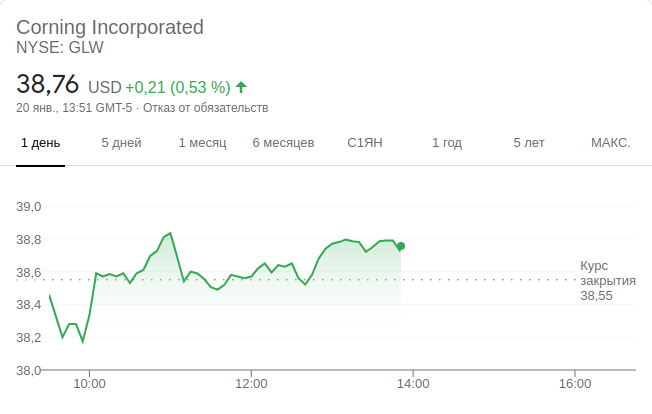 Corning Incorporated
NYSE: GLW
38,76 USD +0,21 (0,53 %)
20 янв., 13:51 GMT-5 · Отказ от обязательств
1 день 5 дней 1 месяц 6 месяцев С1ЯН 1 год 5 лет МАКС.
39,0
38,8
38,6
38,4
38,2
38,0
Курс
закрытия
38,55
10:00 12:00 14:00 16:00